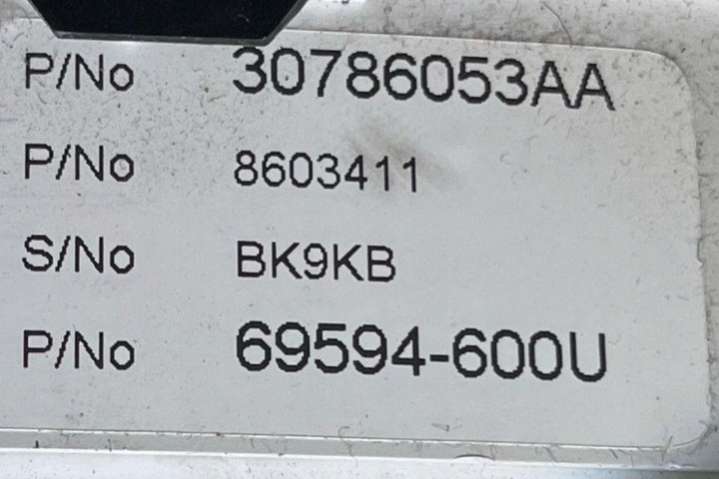 P/No 30786053AA
P/No 8603411
S/No BK9KB
P/No 69594-600U